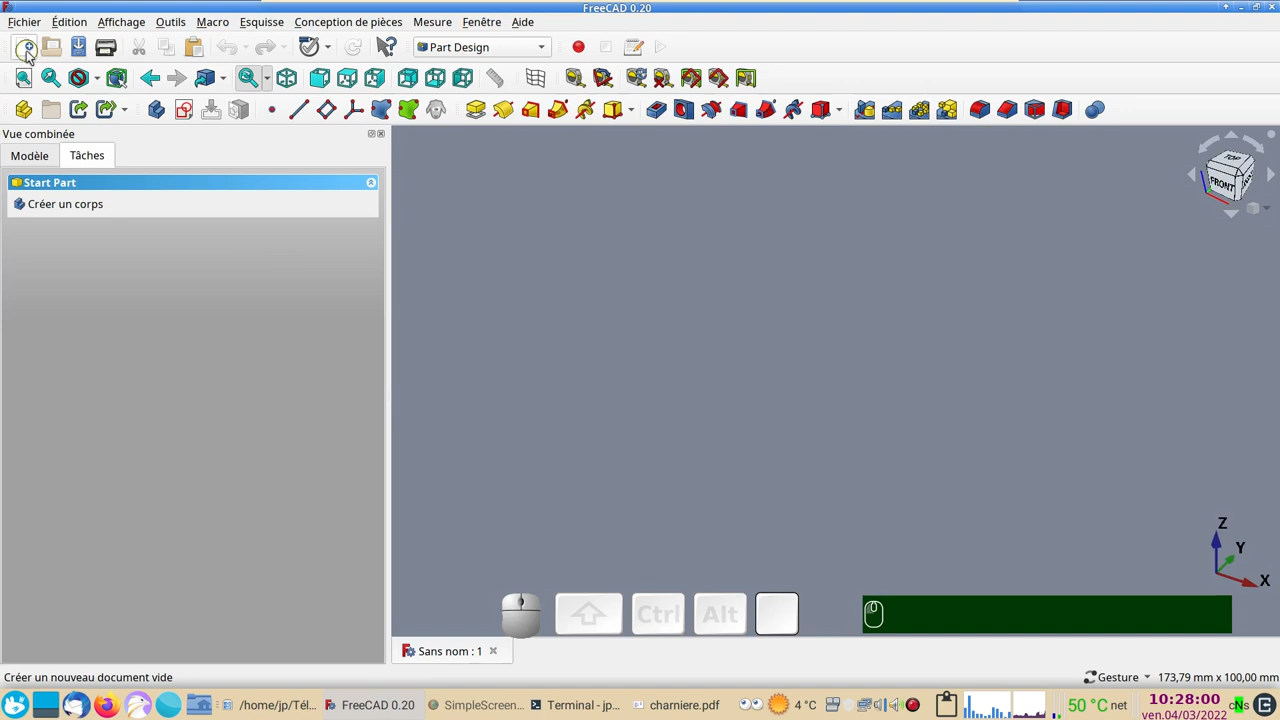 FreeCAD 0.20
Fichier Édition Affichage Outils Macro Esquisse Conception de pièces Mesure Fenêtre Aide
Part Design
Vue combinée
Modèle Tâches
Start Part
Créer un corps
TOP
FRONT
Z
Y
X
Ctrl Alt
Sans nom : 1
Créer un nouveau document vide
Gesture 173,79 mm x 100,00 mm
/home/jp/Tél... FreeCAD 0.20 SimpleScreen... Terminal - jp... charniere.pdf 4 °C 50 °C net 10:28:00
ven.04/03/2022